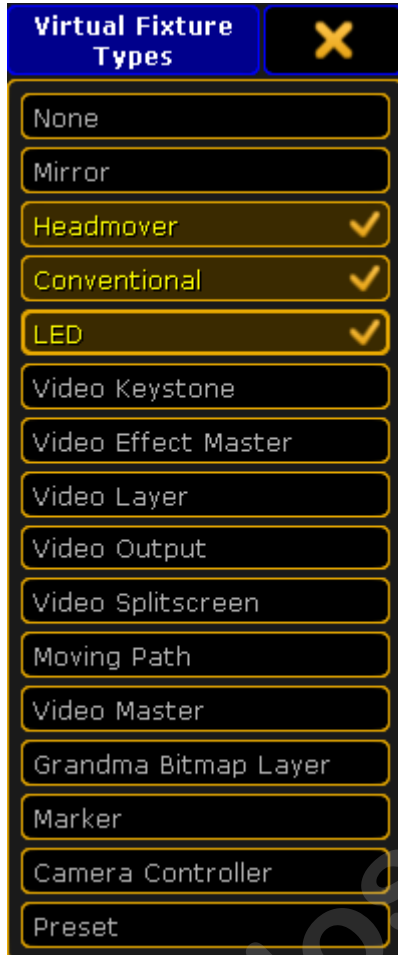 Virtual Fixture
Types
None
Mirror
Headmover
Conventional
LED
Video Keystone
Video Effect Master
Video Layer
Video Output
Video Splitscreen
Moving Path
Video Master
Grandma Bitmap Layer
Marker
Camera Controller
Preset